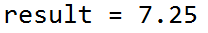 result = 7.25